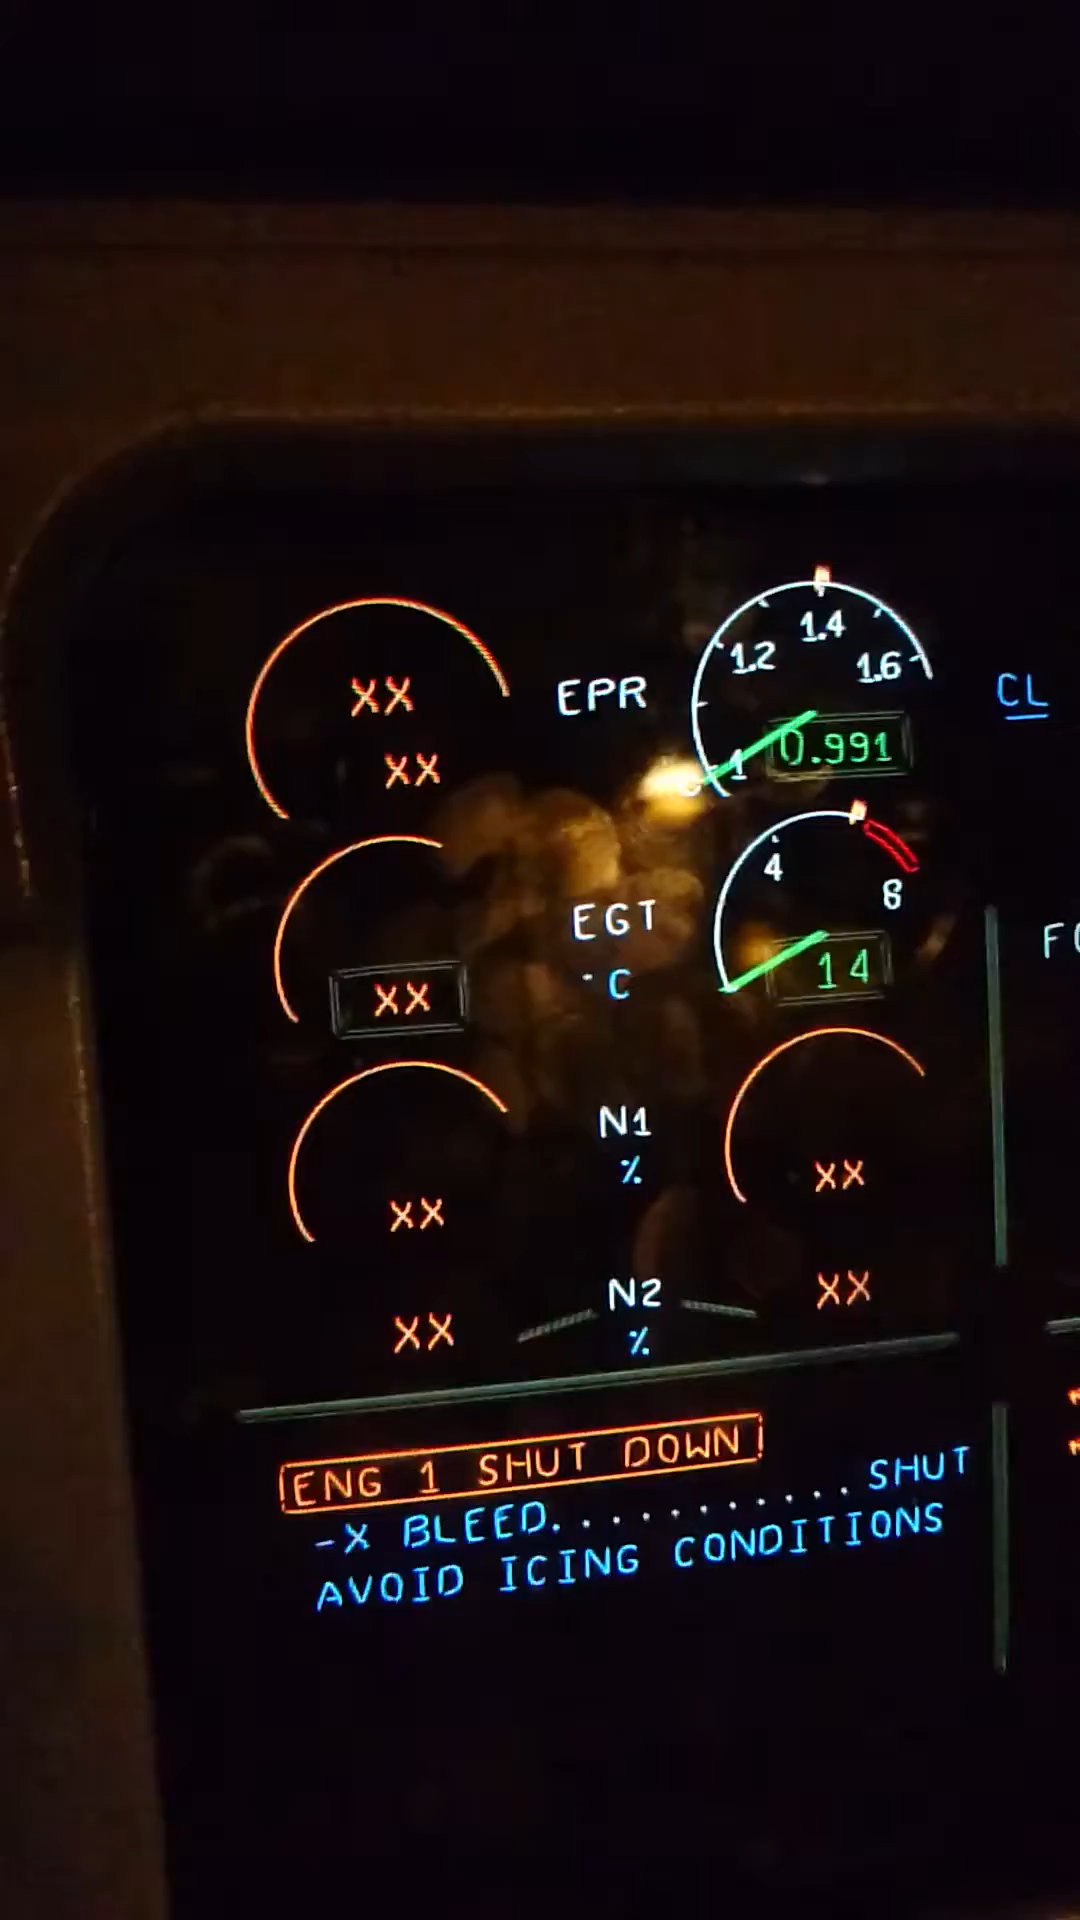 XX
XX
EPR
1
1.2
1.4
1.6
0.991
CL
XX
EGT
°C
4
8
14
XX
N1
%
XX
XX
N2
%
XX
ENG 1 SHUT DOWN
-X BLEED...........SHUT
AVOID ICING CONDITIONS